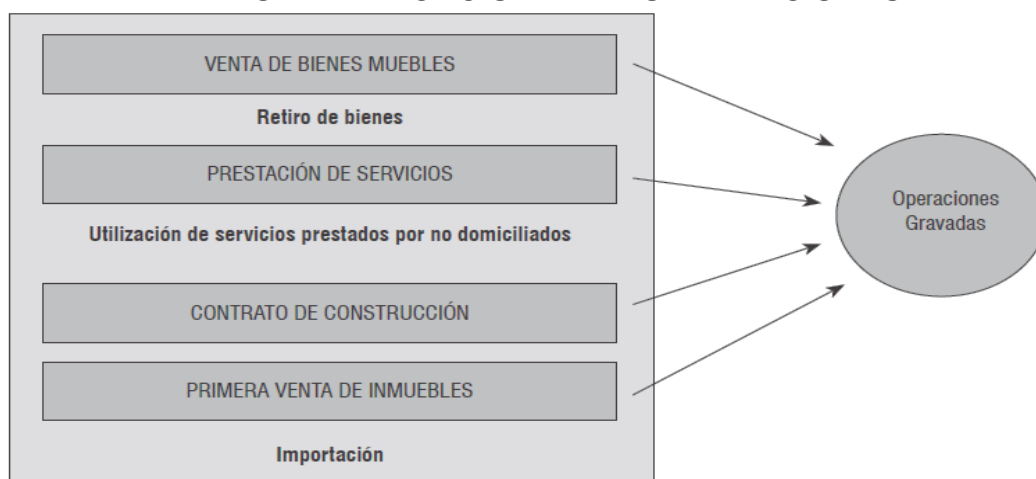 VENTA DE BIENES MUEBLES
Retiro de bienes
PRESTACIÓN DE SERVICIOS
Utilización de servicios prestados por no domiciliados
CONTRATO DE CONSTRUCCIÓN
PRIMERA VENTA DE INMUEBLES
Importación
Operaciones
Gravadas